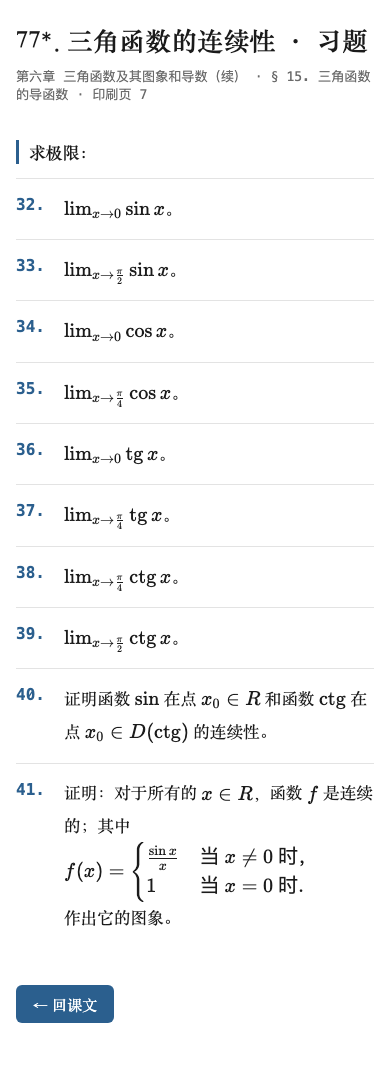 77*. 三角函数的连续性 · 习题
第六章 三角函数及其图象和导数（续） · § 15. 三角函数
的导函数 · 印刷页 7
求极限：
32. lim_{x→0} sin x。
33. lim_{x→π/2} sin x。
34. lim_{x→0} cos x。
35. lim_{x→π/4} cos x。
36. lim_{x→0} tg x。
37. lim_{x→π/4} tg x。
38. lim_{x→π/4} ctg x。
39. lim_{x→π/2} ctg x。
40. 证明函数 sin 在点 x₀ ∈ R 和函数 ctg 在
点 x₀ ∈ D(ctg) 的连续性。
41. 证明：对于所有的 x ∈ R，函数 f 是连续
的；其中
f(x) = { sin x / x 当 x ≠ 0 时,
1 当 x = 0 时.
作出它的图象。
← 回课文